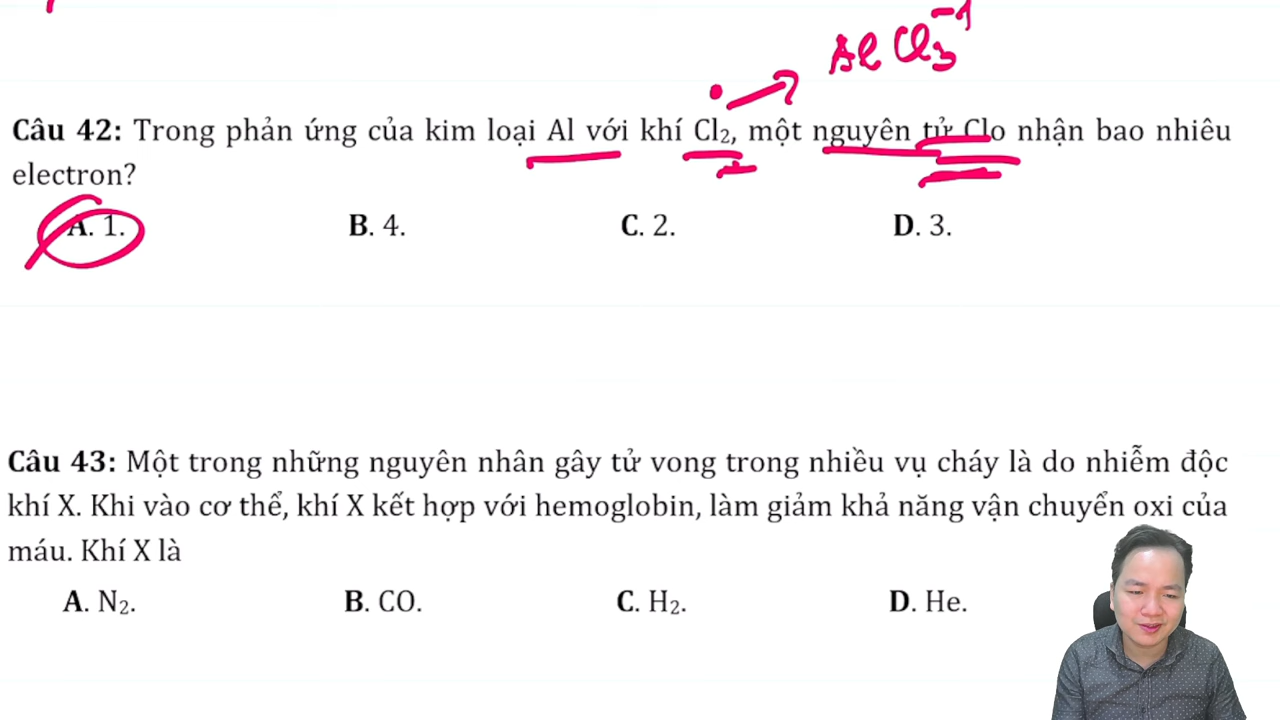 AlCl₃⁻¹
Câu 42: Trong phản ứng của kim loại Al với khí Cl₂, một nguyên tử Clo nhận bao nhiêu
electron?
A. 1. B. 4. C. 2. D. 3.
Câu 43: Một trong những nguyên nhân gây tử vong trong nhiều vụ cháy là do nhiễm độc
khí X. Khi vào cơ thể, khí X kết hợp với hemoglobin, làm giảm khả năng vận chuyển oxi của
máu. Khí X là
A. N₂. B. CO. C. H₂. D. He.